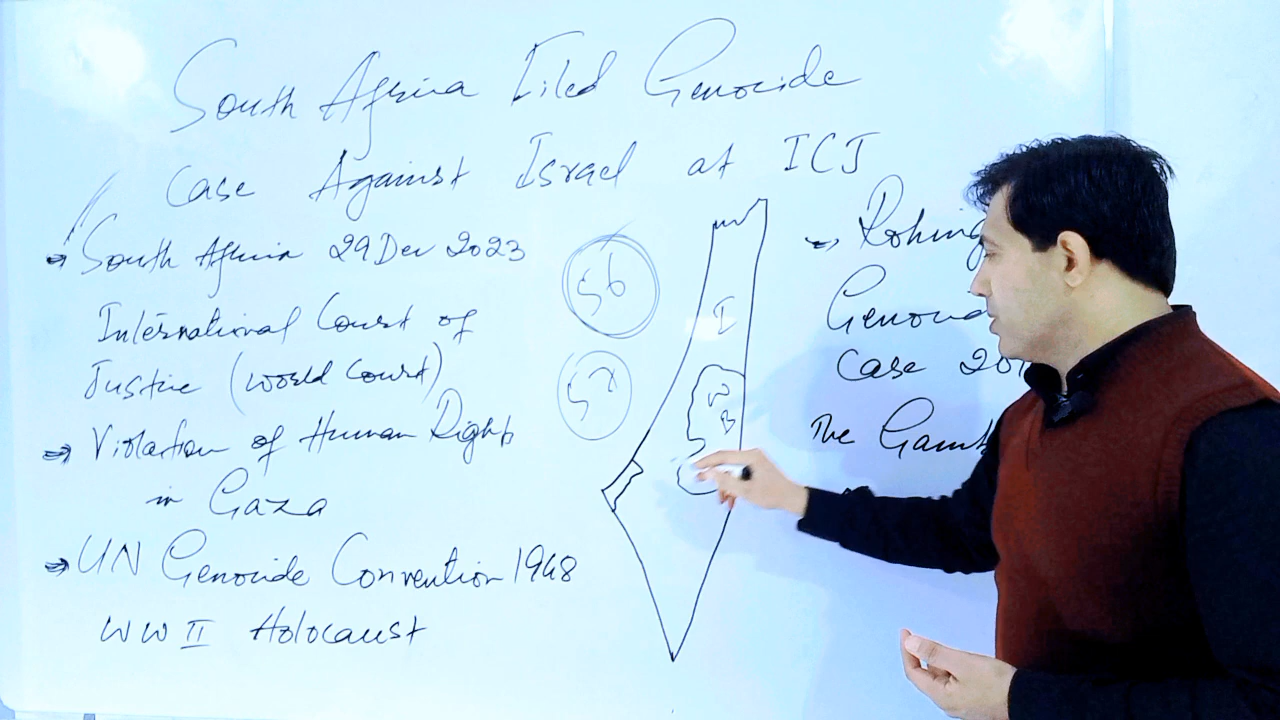 South Africa Filed Genocide
Case Against Israel at ICJ
South Africa 29 Dec 2023
International Court of
Justice (World Court)
Violation of Human Rights
in Gaza
UN Genocide Convention 1948
WW II Holocaust
56
57
I
W
B
Rohing
Genoci
Case 201
The Gamb